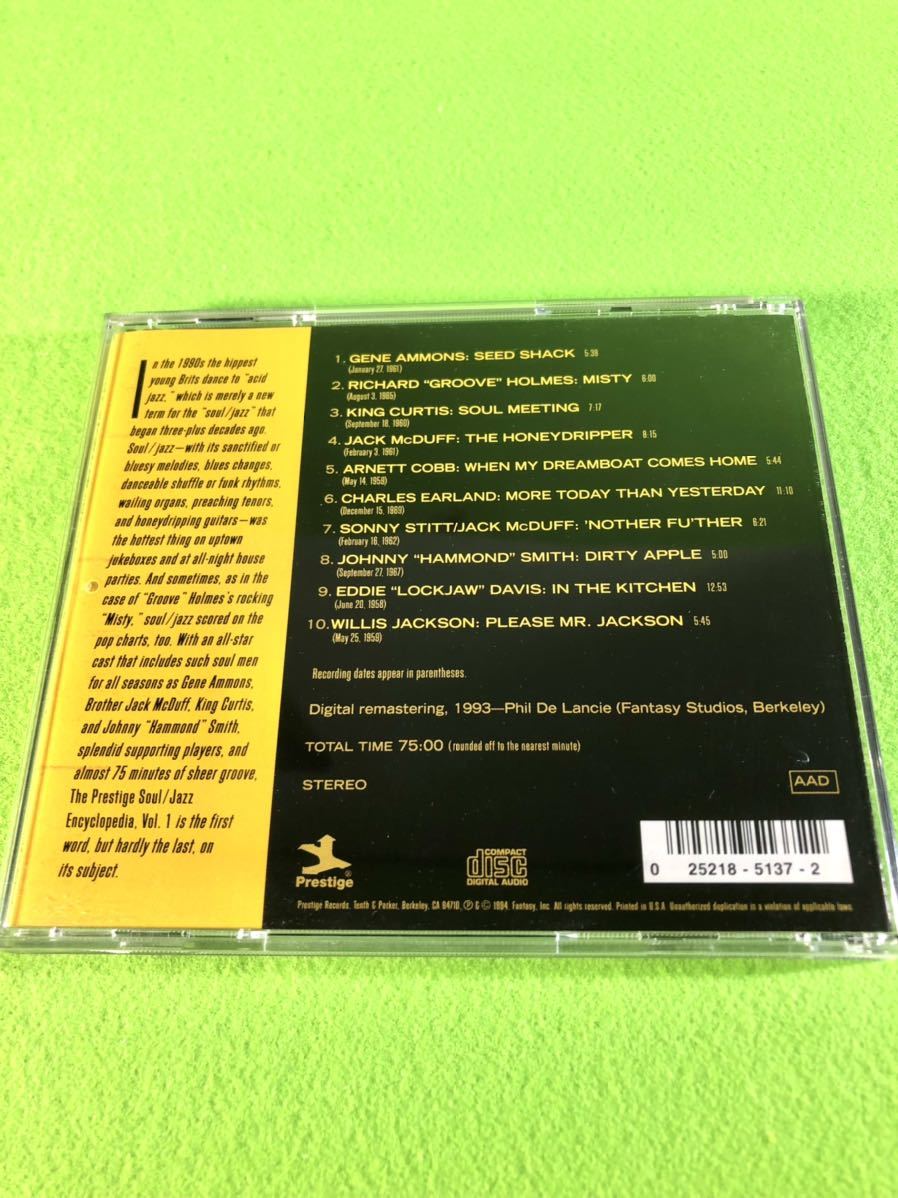 In the 1990s the hippest
young Brits dance to "acid
jazz," which is merely a new
term for the "soul/jazz" that
began three-plus decades ago.
Soul/jazz—with its sanctified or
bluesy melodies, blues changes,
danceable shuffle or funk rhythms,
wailing organs, preaching tenors,
and honeydripping guitars—was
the hottest thing on uptown
jukeboxes and at all-night house
parties. And sometimes, as in the
case of "Groove" Holmes's rocking
"Misty," soul/jazz scored on the
pop charts, too. With an all-star
cast that includes such soul men
for all seasons as Gene Ammons,
Brother Jack McDuff, King Curtis,
and Johnny "Hammond" Smith,
splendid supporting players, and
almost 75 minutes of sheer groove,
The Prestige Soul/Jazz
Encyclopedia, Vol. 1 is the first
word, but hardly the last, on
its subject.
1. GENE AMMONS: SEED SHACK 5:39
(January 27, 1961)
2. RICHARD "GROOVE" HOLMES: MISTY 6:00
(August 3, 1965)
3. KING CURTIS: SOUL MEETING 7:17
(September 18, 1960)
4. JACK McDUFF: THE HONEYDRIPPER 8:15
(February 3, 1961)
5. ARNETT COBB: WHEN MY DREAMBOAT COMES HOME 5:44
(May 14, 1959)
6. CHARLES EARLAND: MORE TODAY THAN YESTERDAY 11:10
(December 15, 1969)
7. SONNY STITT/JACK McDUFF: 'NOTHER FU'THER 6:21
(February 16, 1962)
8. JOHNNY "HAMMOND" SMITH: DIRTY APPLE 5:00
(September 27, 1967)
9. EDDIE "LOCKJAW" DAVIS: IN THE KITCHEN 12:53
(June 20, 1958)
10. WILLIS JACKSON: PLEASE MR. JACKSON 5:45
(May 25, 1959)
Recording dates appear in parentheses.
Digital remastering, 1993—Phil De Lancie (Fantasy Studios, Berkeley)
TOTAL TIME 75:00 (rounded off to the nearest minute)
STEREO
AAD
Prestige
COMPACT
disc
DIGITAL AUDIO
0 25218-5137-2
Prestige Records, Tenth & Parker, Berkeley, CA 94710. ℗ & © 1994, Fantasy, Inc. All rights reserved. Printed in U.S.A. Unauthorized duplication is a violation of applicable laws.